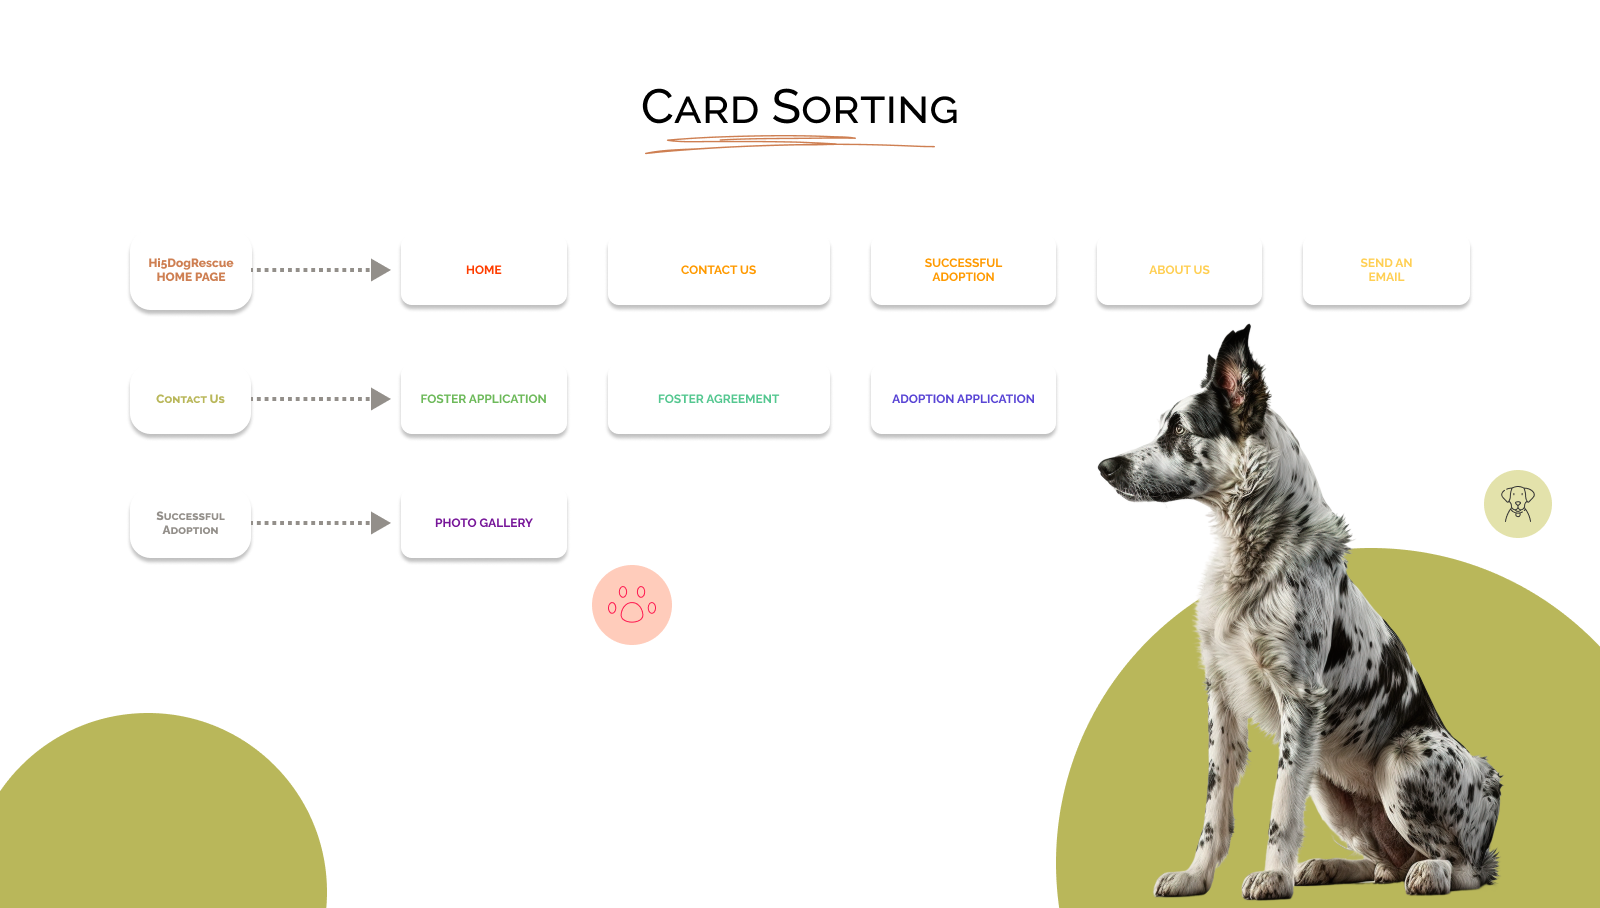 Card Sorting
Hi5DogRescue
HOME PAGE
HOME
CONTACT US
SUCCESSFUL
ADOPTION
ABOUT US
SEND AN
EMAIL
Contact Us
FOSTER APPLICATION
FOSTER AGREEMENT
ADOPTION APPLICATION
Successful
Adoption
PHOTO GALLERY